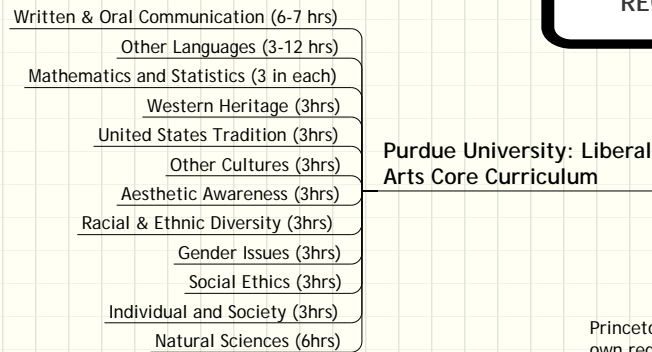 Written & Oral Communication (6-7 hrs)
Other Languages (3-12 hrs)
Mathematics and Statistics (3 in each)
Western Heritage (3hrs)
United States Tradition (3hrs)
Other Cultures (3hrs)
Aesthetic Awareness (3hrs)
Racial & Ethnic Diversity (3hrs)
Gender Issues (3hrs)
Social Ethics (3hrs)
Individual and Society (3hrs)
Natural Sciences (6hrs)
Purdue University: Liberal
Arts Core Curriculum